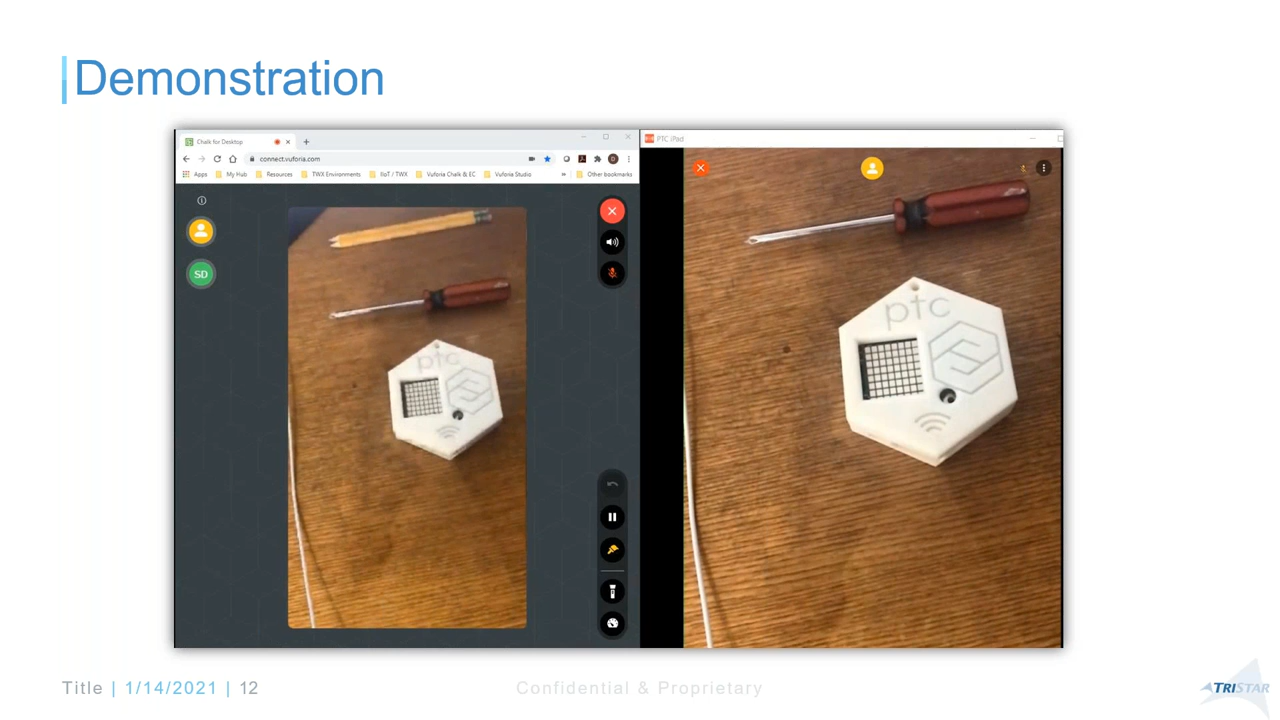 Demonstration
Chalk for Desktop
connect.vuforia.com
Apps
My Hub
Resources
TWX Environments
IIoT / TWX
Vuforia Chalk & EC
Vuforia Studio
Other bookmarks
SD
ptc
PTC iPad
ptc
Title | 1/14/2021 | 12
Confidential & Proprietary
TRISTAR